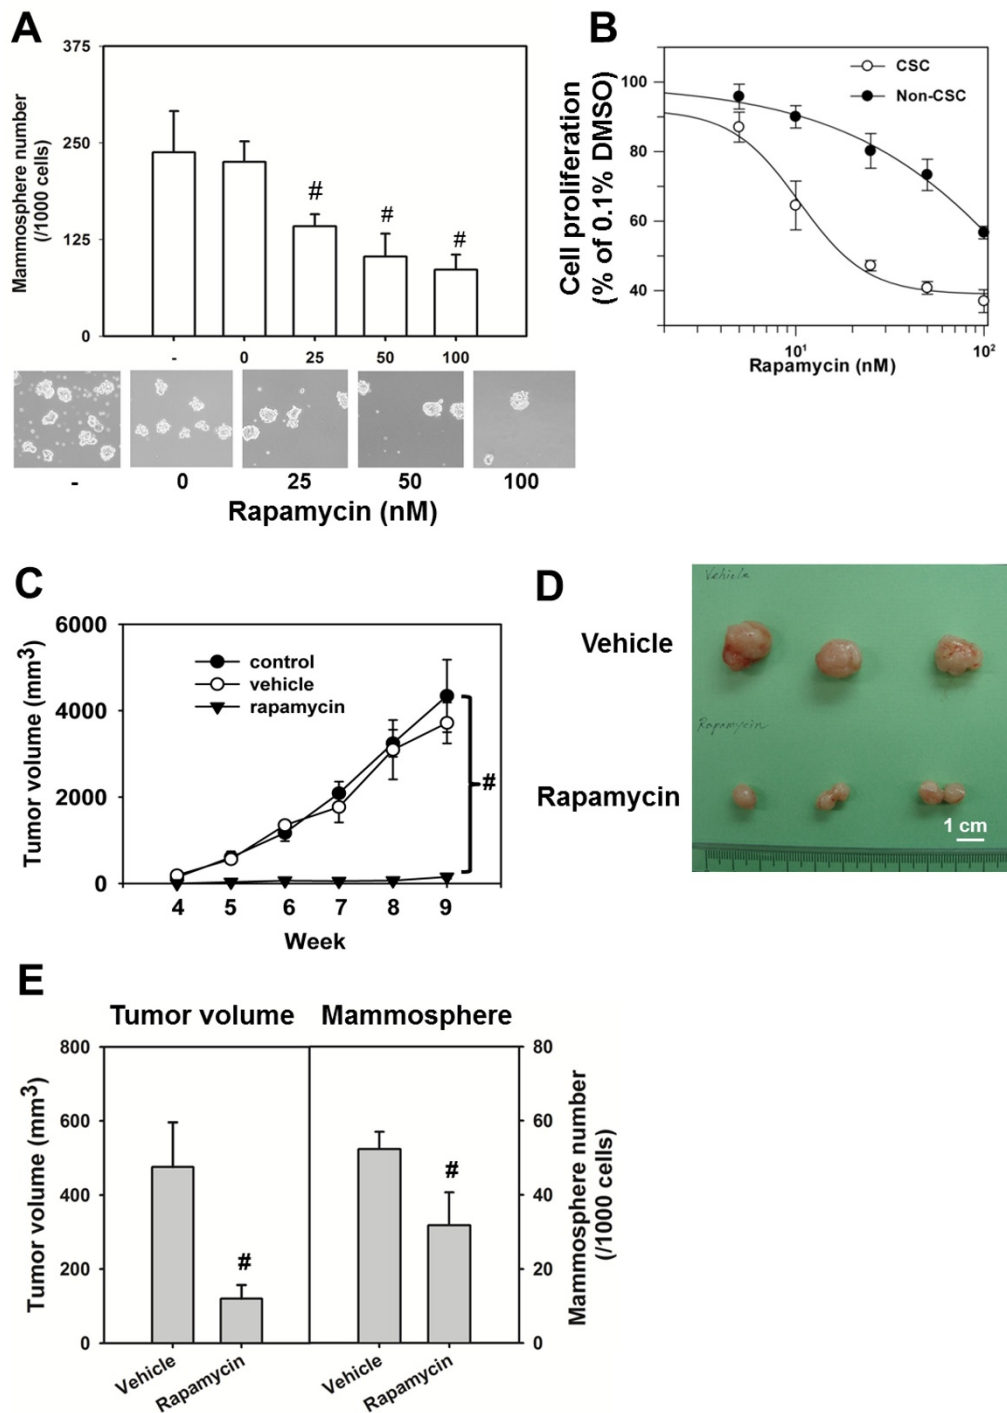 A
Mammosphere number
(/1000 cells)
375
250
125
0
- 0 25 50 100
# # #
- 0 25 50 100
Rapamycin (nM)
B
Cell proliferation
(% of 0.1% DMSO)
100
80
60
40
CSC
Non-CSC
10¹ 10²
Rapamycin (nM)
C
Tumor volume (mm³)
6000
4000
2000
0
control
vehicle
rapamycin
#
4 5 6 7 8 9
Week
D
Vehicle
Rapamycin
Vehicle
Rapamycin
1 cm
E
Tumor volume Mammosphere
Tumor volume (mm³)
800
600
400
200
0
# #
80
60
40
20
0
Mammosphere number
(/1000 cells)
Vehicle Rapamycin Vehicle Rapamycin